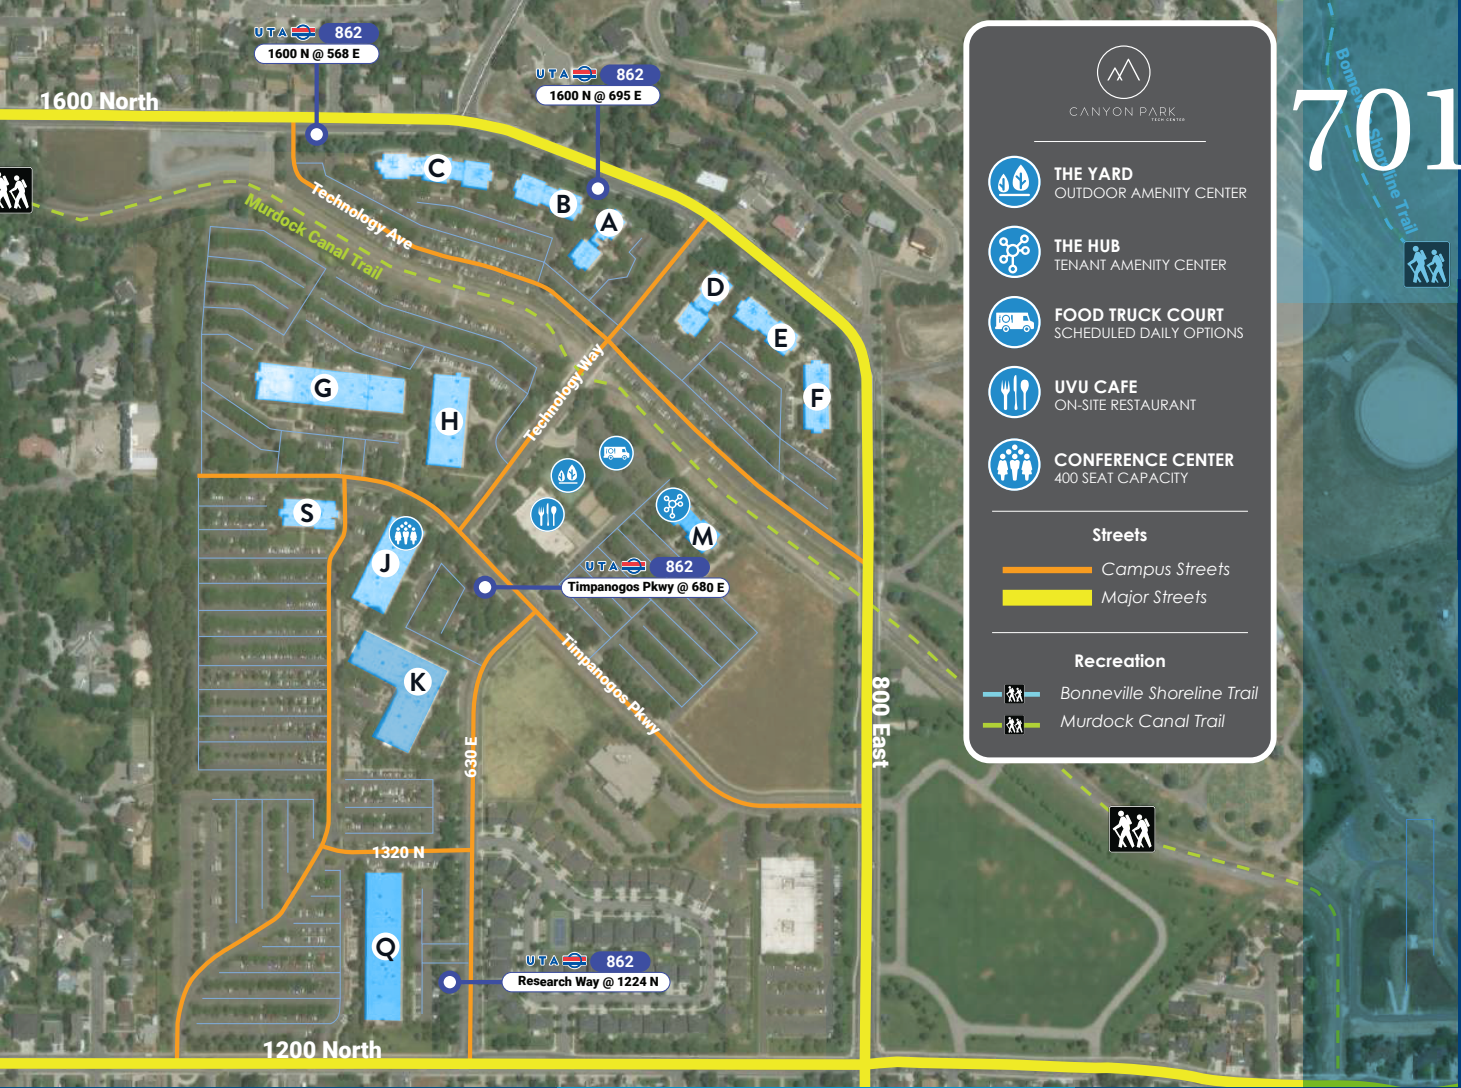 UTA 862
1600 N @ 568 E
UTA 862
1600 N @ 695 E
1600 North
C
B
A
Technology Ave
Murdock Canal Trail
D
E
F
G
H
Technology Way
S
J
M
UTA 862
Timpanogos Pkwy @ 680 E
Timpanogos Pkwy
K
630 E
800 East
1320 N
Q
UTA 862
Research Way @ 1224 N
1200 North
CANYON PARK
TECH CENTER
THE YARD
OUTDOOR AMENITY CENTER
THE HUB
TENANT AMENITY CENTER
FOOD TRUCK COURT
SCHEDULED DAILY OPTIONS
UVU CAFE
ON-SITE RESTAURANT
CONFERENCE CENTER
400 SEAT CAPACITY
Streets
Campus Streets
Major Streets
Recreation
Bonneville Shoreline Trail
Murdock Canal Trail
701
Bonneville Shoreline Trail